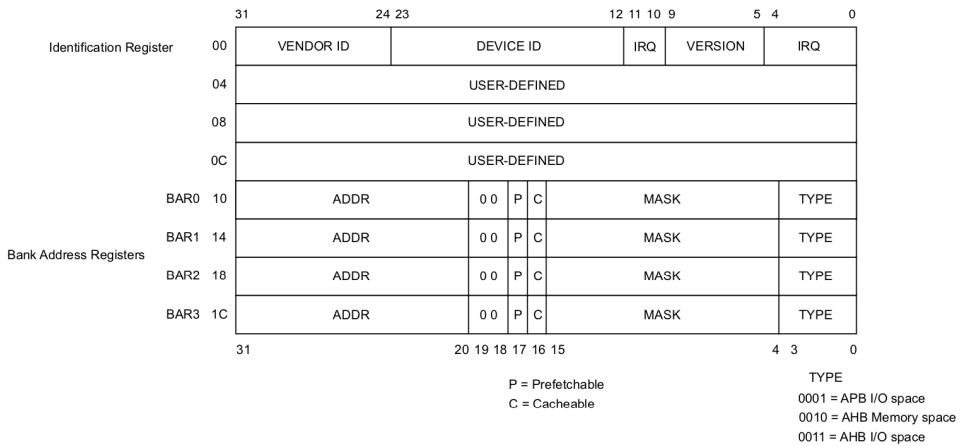 31 24 23 12 11 10 9 5 4 0
Identification Register 00 VENDOR ID DEVICE ID IRQ VERSION IRQ
04 USER-DEFINED
08 USER-DEFINED
0C USER-DEFINED
BAR0 10 ADDR 0 0 P C MASK TYPE
BAR1 14 ADDR 0 0 P C MASK TYPE
Bank Address Registers
BAR2 18 ADDR 0 0 P C MASK TYPE
BAR3 1C ADDR 0 0 P C MASK TYPE
31 20 19 18 17 16 15 4 3 0
P = Prefetchable
C = Cacheable
TYPE
0001 = APB I/O space
0010 = AHB Memory space
0011 = AHB I/O space